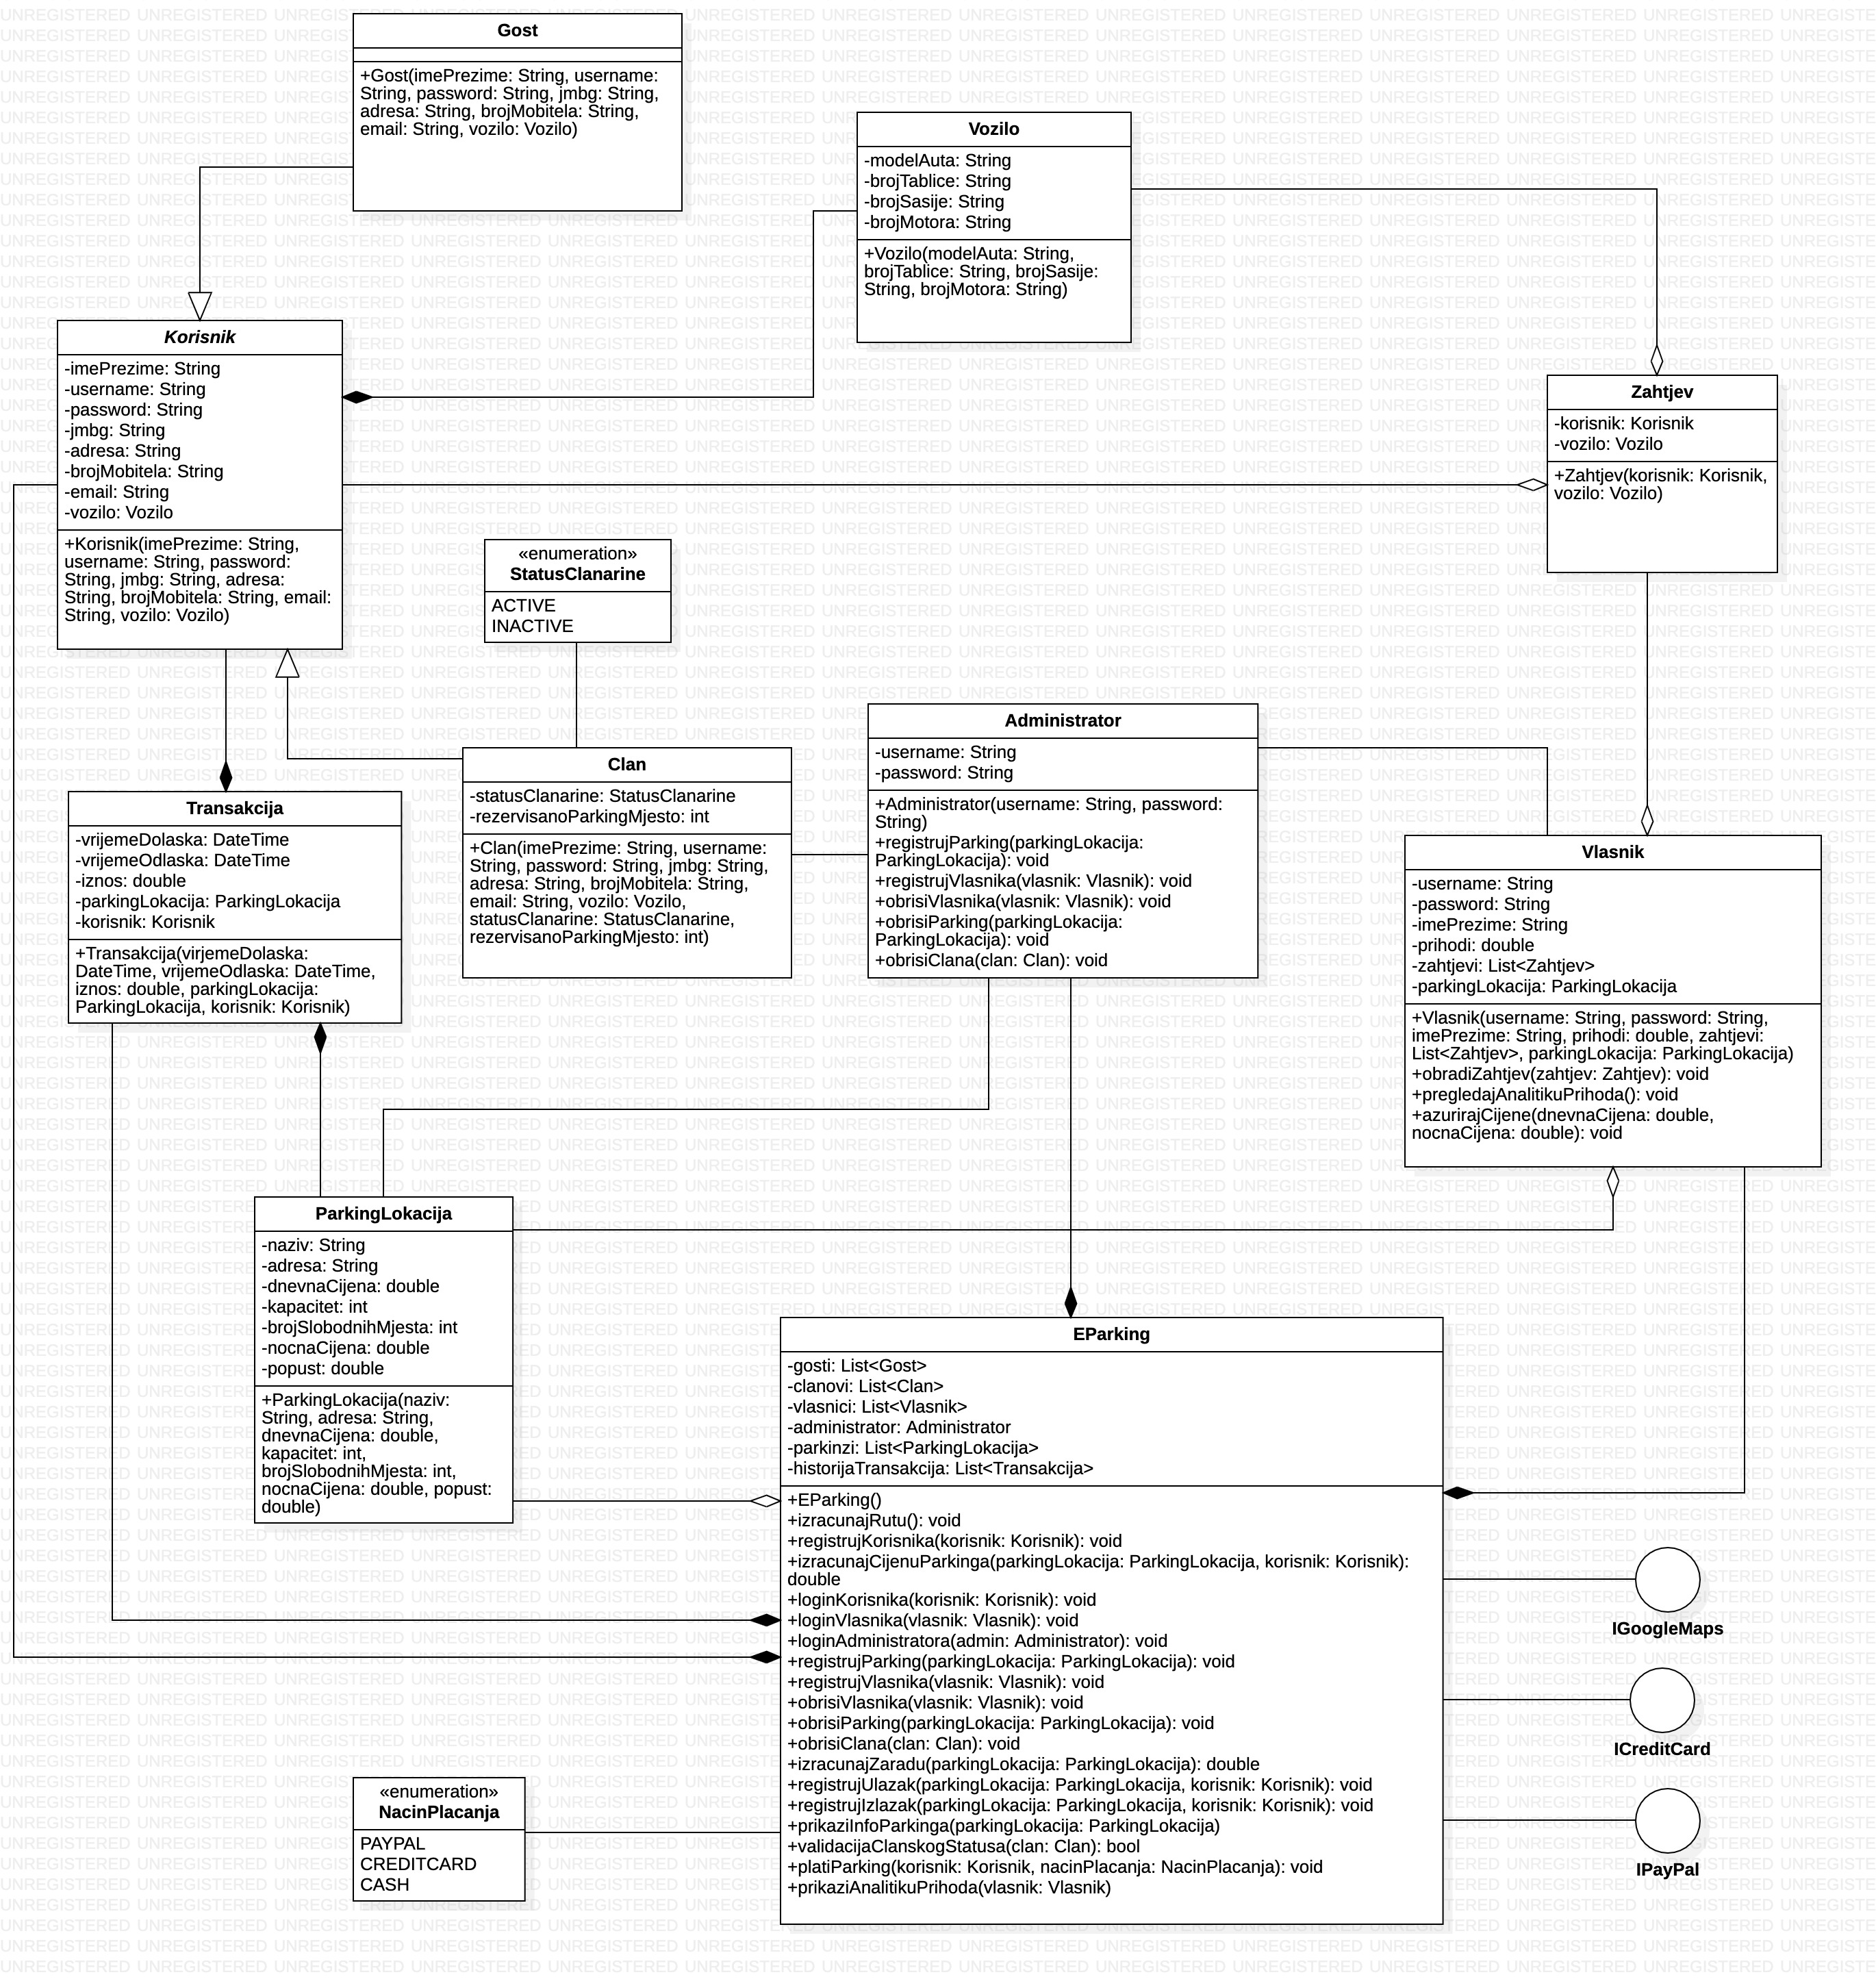 Gost
+Gost(imePrezime: String, username:
String, password: String, jmbg: String,
adresa: String, brojMobitela: String,
email: String, vozilo: Vozilo)
Vozilo
-modelAuta: String
-brojTablice: String
-brojSasije: String
-brojMotora: String
+Vozilo(modelAuta: String,
brojTablice: String, brojSasije:
String, brojMotora: String)
Korisnik
-imePrezime: String
-username: String
-password: String
-jmbg: String
-adresa: String
-brojMobitela: String
-email: String
-vozilo: Vozilo
+Korisnik(imePrezime: String,
username: String, password:
String, jmbg: String, adresa:
String, brojMobitela: String, email:
String, vozilo: Vozilo)
Zahtjev
-korisnik: Korisnik
-vozilo: Vozilo
+Zahtjev(korisnik: Korisnik,
vozilo: Vozilo)
«enumeration»
StatusClanarine
ACTIVE
INACTIVE
Clan
-statusClanarine: StatusClanarine
-rezervisanoParkingMjesto: int
+Clan(imePrezime: String, username:
String, password: String, jmbg: String,
adresa: String, brojMobitela: String,
email: String, vozilo: Vozilo,
statusClanarine: StatusClanarine,
rezervisanoParkingMjesto: int)
Administrator
-username: String
-password: String
+Administrator(username: String, password:
String)
+registrujParking(parkingLokacija:
ParkingLokacija): void
+registrujVlasnika(vlasnik: Vlasnik): void
+obrisiVlasnika(vlasnik: Vlasnik): void
+obrisiParking(parkingLokacija:
ParkingLokacija): void
+obrisiClana(clan: Clan): void
Transakcija
-vrijemeDolaska: DateTime
-vrijemeOdlaska: DateTime
-iznos: double
-parkingLokacija: ParkingLokacija
-korisnik: Korisnik
+Transakcija(virjemeDolaska:
DateTime, vrijemeOdlaska: DateTime,
iznos: double, parkingLokacija:
ParkingLokacija, korisnik: Korisnik)
Vlasnik
-username: String
-password: String
-imePrezime: String
-prihodi: double
-zahtjevi: List<Zahtjev>
-parkingLokacija: ParkingLokacija
+Vlasnik(username: String, password: String,
imePrezime: String, prihodi: double, zahtjevi:
List<Zahtjev>, parkingLokacija: ParkingLokacija)
+obradiZahtjev(zahtjev: Zahtjev): void
+pregledajAnalitikuPrihoda(): void
+azurirajCijene(dnevnaCijena: double,
nocnaCijena: double): void
ParkingLokacija
-naziv: String
-adresa: String
-dnevnaCijena: double
-kapacitet: int
-brojSlobodnihMjesta: int
-nocnaCijena: double
-popust: double
+ParkingLokacija(naziv:
String, adresa: String,
dnevnaCijena: double,
kapacitet: int,
brojSlobodnihMjesta: int,
nocnaCijena: double, popust:
double)
EParking
-gosti: List<Gost>
-clanovi: List<Clan>
-vlasnici: List<Vlasnik>
-administrator: Administrator
-parkinzi: List<ParkingLokacija>
-historijaTransakcija: List<Transakcija>
+EParking()
+izracunajRutu(): void
+registrujKorisnika(korisnik: Korisnik): void
+izracunajCijenuParkinga(parkingLokacija: ParkingLokacija, korisnik: Korisnik):
double
+loginKorisnika(korisnik: Korisnik): void
+loginVlasnika(vlasnik: Vlasnik): void
+loginAdministratora(admin: Administrator): void
+registrujParking(parkingLokacija: ParkingLokacija): void
+registrujVlasnika(vlasnik: Vlasnik): void
+obrisiVlasnika(vlasnik: Vlasnik): void
+obrisiParking(parkingLokacija: ParkingLokacija): void
+obrisiClana(clan: Clan): void
+izracunajZaradu(parkingLokacija: ParkingLokacija): double
+registrujUlazak(parkingLokacija: ParkingLokacija, korisnik: Korisnik): void
+registrujIzlazak(parkingLokacija: ParkingLokacija, korisnik: Korisnik): void
+prikaziInfoParkinga(parkingLokacija: ParkingLokacija)
+validacijaClanskogStatusa(clan: Clan): bool
+platiParking(korisnik: Korisnik, nacinPlacanja: NacinPlacanja): void
+prikaziAnalitikuPrihoda(vlasnik: Vlasnik)
IGoogleMaps
ICreditCard
IPayPal
«enumeration»
NacinPlacanja
PAYPAL
CREDITCARD
CASH